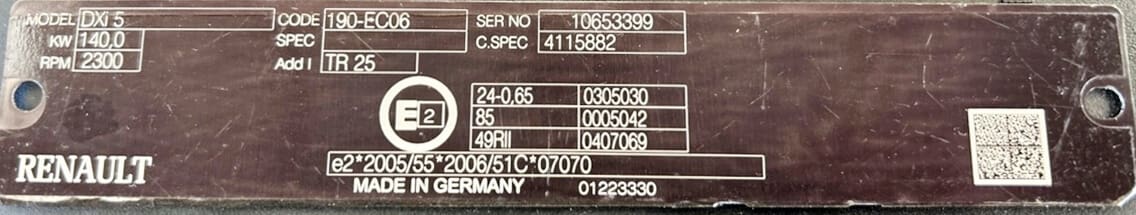 MODEL DXi 5 CODE 190-EC06 SER NO 10653399
KW 140,0 SPEC C.SPEC 4115882
RPM 2300 Add I TR 25
24-0,65 0305030
E 2 85 0005042
49RII 0407069
e2*2005/55*2006/51C*07070
RENAULT
MADE IN GERMANY 01223330